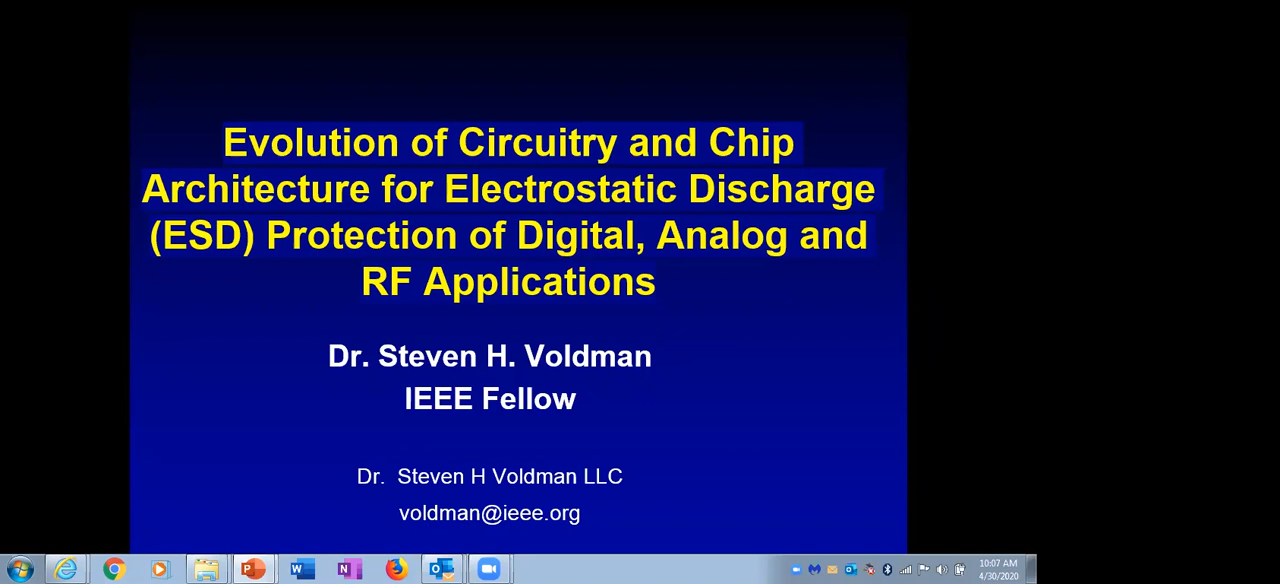 Evolution of Circuitry and Chip
Architecture for Electrostatic Discharge
(ESD) Protection of Digital, Analog and
RF Applications
Dr. Steven H. Voldman
IEEE Fellow
Dr. Steven H Voldman LLC
voldman@ieee.org
10:07 AM
4/30/2020